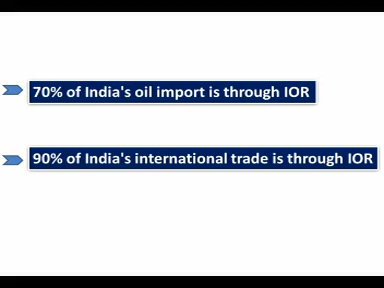 70% of India's oil import is through IOR
90% of India's international trade is through IOR